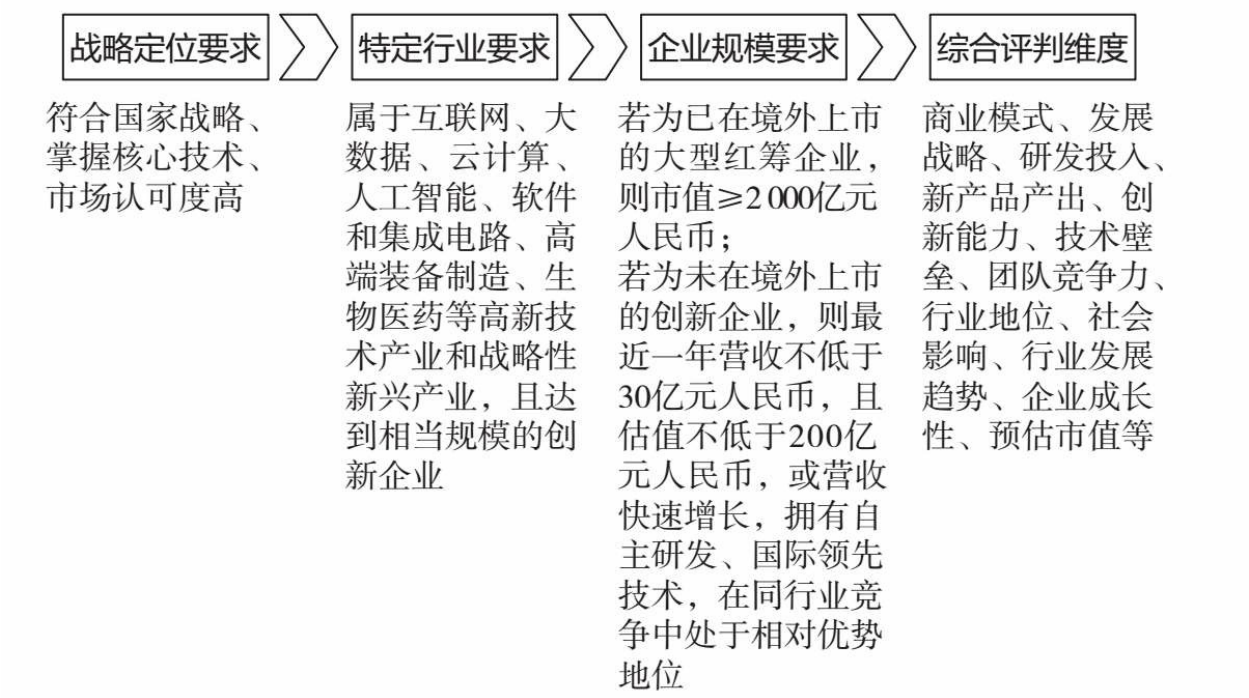 战略定位要求
符合国家战略、
掌握核心技术、
市场认可度高
特定行业要求
属于互联网、大
数据、云计算、
人工智能、软件
和集成电路、高
端装备制造、生
物医药等高新技
术产业和战略性
新兴产业，且达
到相当规模的创
新企业
企业规模要求
若为已在境外上市
的大型红筹企业，
则市值≥2 000亿元
人民币；
若为未在境外上市
的创新企业，则最
近一年营收不低于
30亿元人民币，且
估值不低于200亿
元人民币，或营收
快速增长，拥有自
主研发、国际领先
技术，在同行业竞
争中处于相对优势
地位
综合评判维度
商业模式、发展
战略、研发投入、
新产品产出、创
新能力、技术壁
垒、团队竞争力、
行业地位、社会
影响、行业发展
趋势、企业成长
性、预估市值等